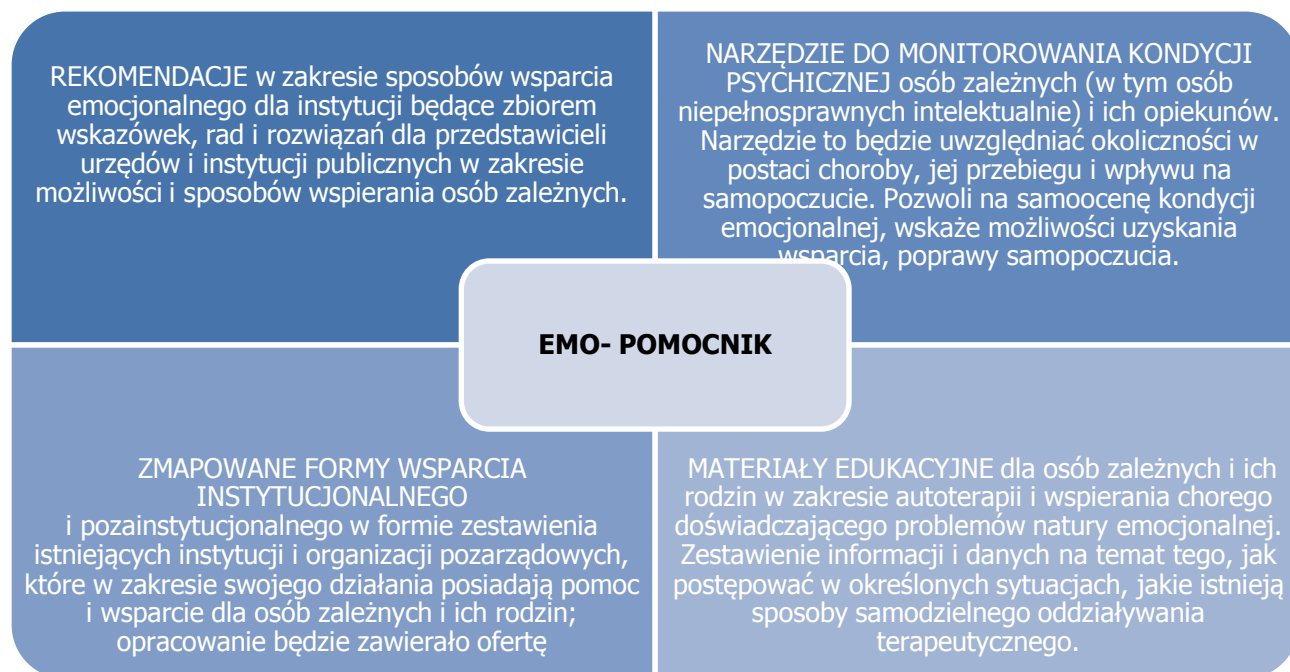 REKOMENDACJE w zakresie sposobów wsparcia
emocjonalnego dla instytucji będące zbiorem
wskazówek, rad i rozwiązań dla przedstawicieli
urzędów i instytucji publicznych w zakresie
możliwości i sposobów wspierania osób zależnych.
NARZĘDZIE DO MONITOROWANIA KONDYCJI
PSYCHICZNEJ osób zależnych (w tym osób
niepełnosprawnych intelektualnie) i ich opiekunów.
Narzędzie to będzie uwzględniać okoliczności w
postaci choroby, jej przebiegu i wpływu na
samopoczucie. Pozwoli na samoocenę kondycji
emocjonalnej, wskaże możliwości uzyskania
wsparcia, poprawy samopoczucia.
EMO- POMOCNIK
ZMAPOWANE FORMY WSPARCIA
INSTYTUCJONALNEGO
i pozainstytucjonalnego w formie zestawienia
istniejących instytucji i organizacji pozarządowych,
które w zakresie swojego działania posiadają pomoc
i wsparcie dla osób zależnych i ich rodzin;
opracowanie będzie zawierało ofertę
MATERIAŁY EDUKACYJNE dla osób zależnych i ich
rodzin w zakresie autoterapii i wspierania chorego
doświadczającego problemów natury emocjonalnej.
Zestawienie informacji i danych na temat tego, jak
postępować w określonych sytuacjach, jakie istnieją
sposoby samodzielnego oddziaływania
terapeutycznego.